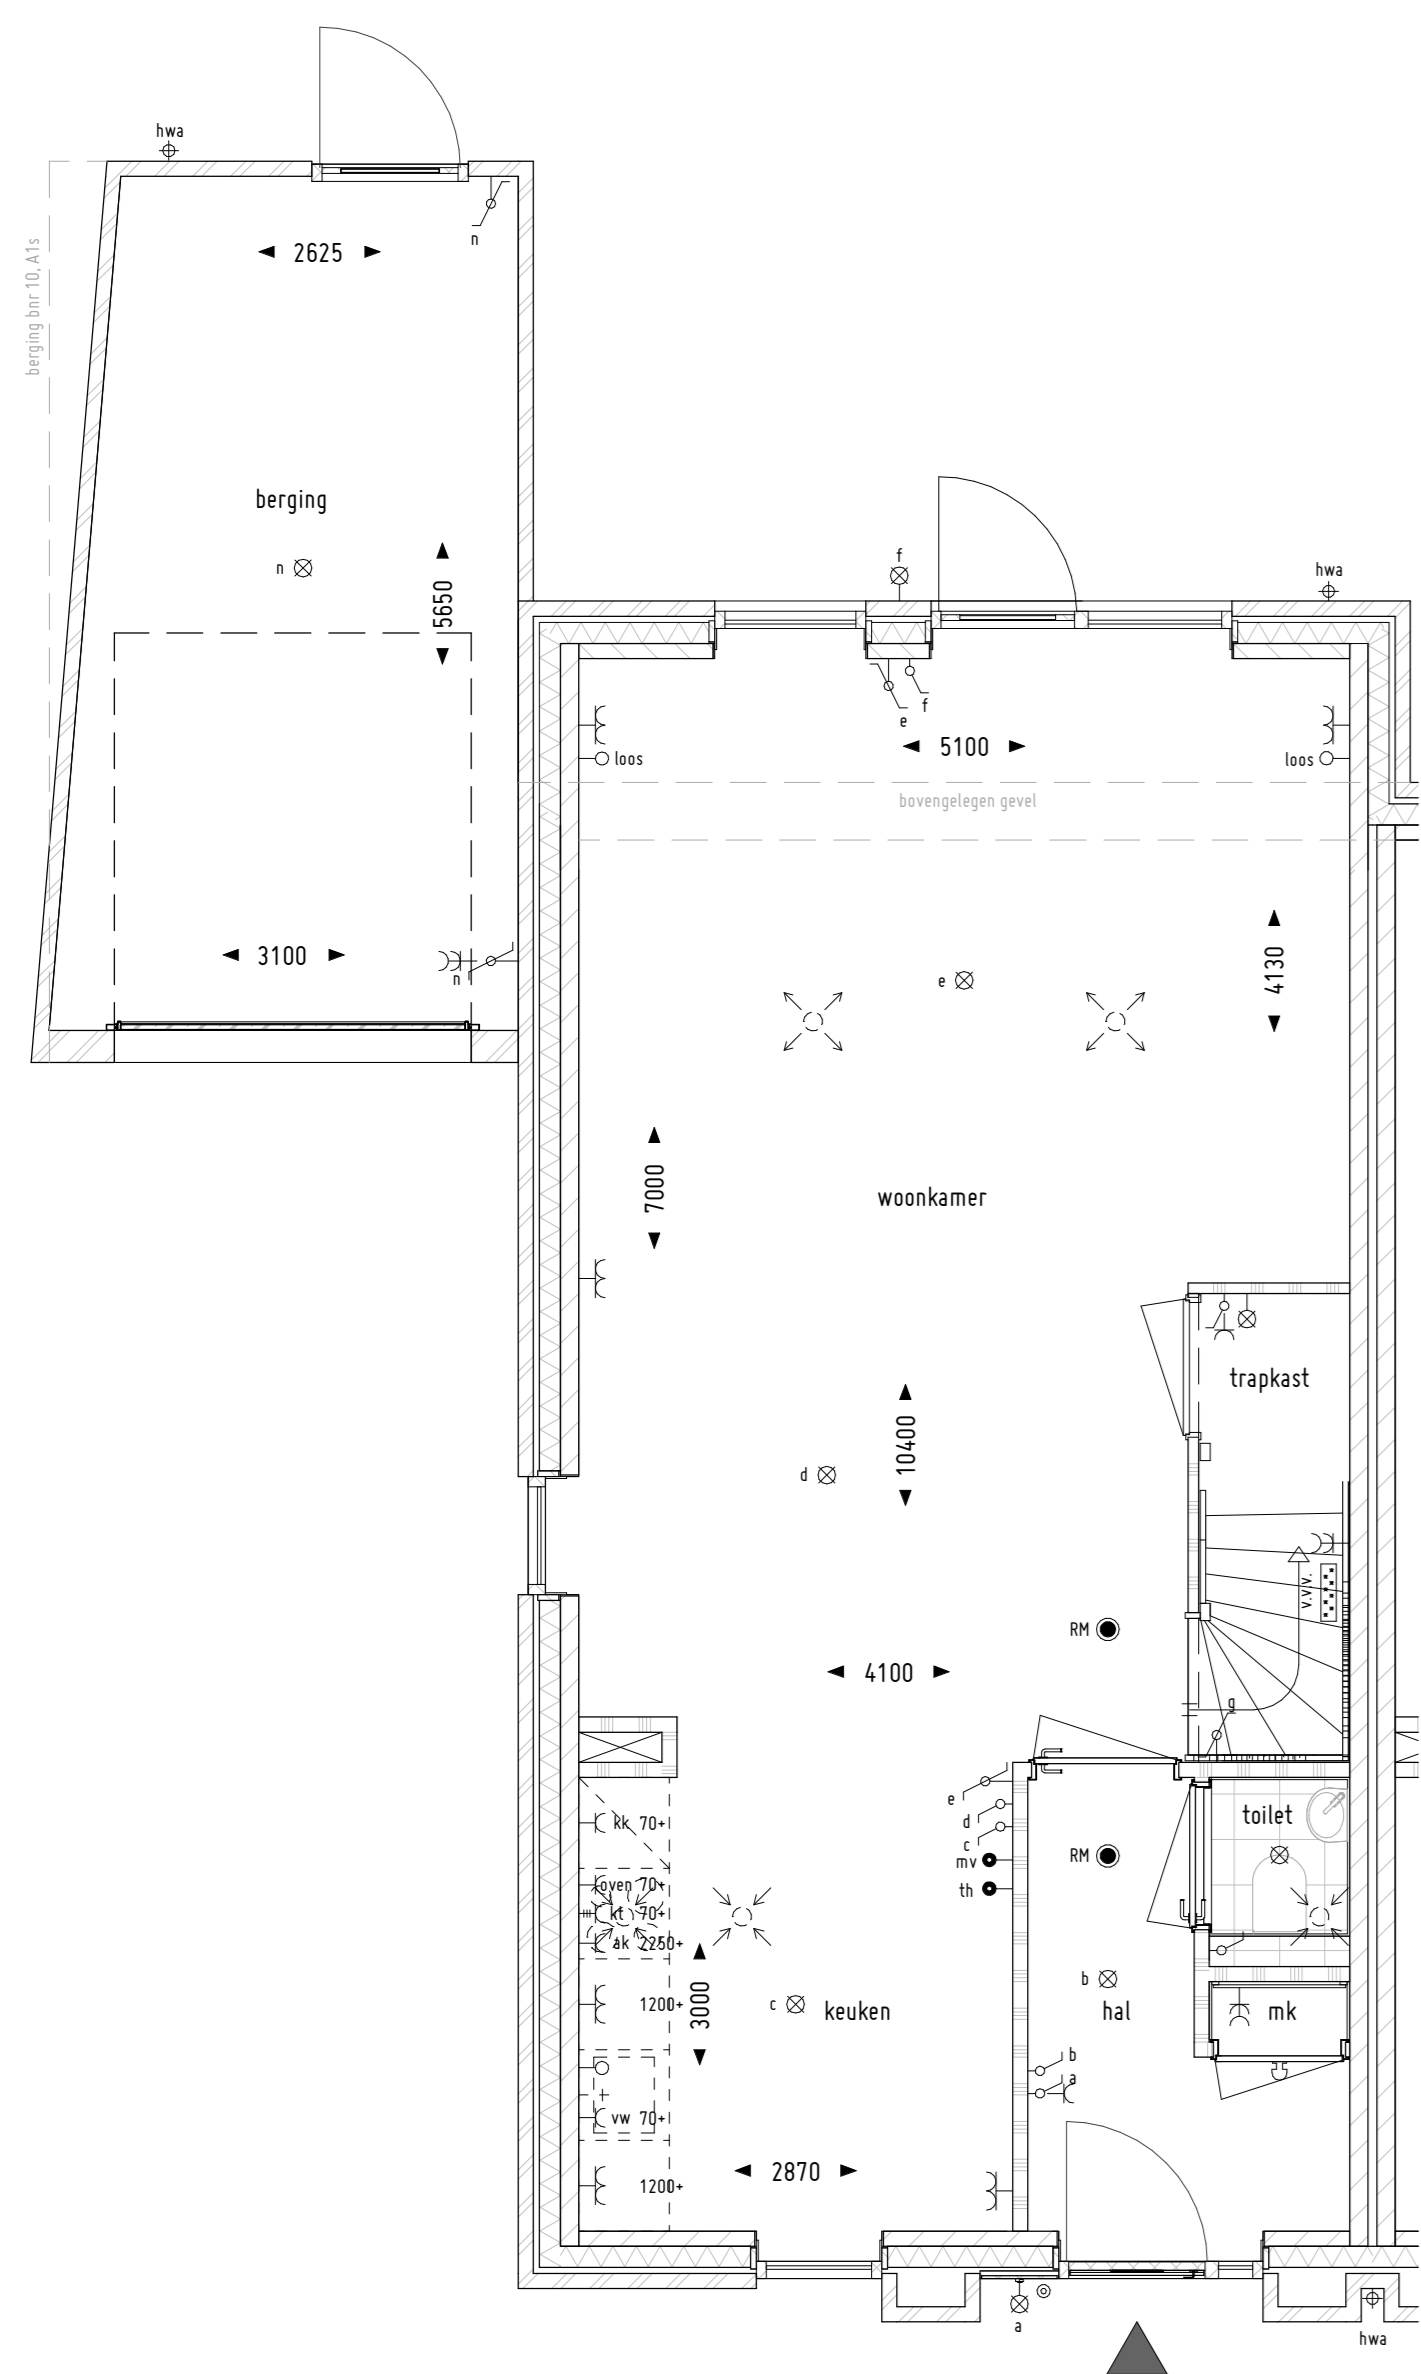 hwa
berging bnr 10, A1s
n
2625
berging
n
5650
f
hwa
e
f
5100
loos
loos
bovengelegen gevel
3100
n
e
4130
7000
woonkamer
trapkast
d
10400
v.v.v.
RM
4100
g
e
d
c
mv
th
kk 70+
oven 70+
kt 70+
ak 2250+
RM
toilet
1200+
3000
c
keuken
b
hal
mk
b
a
vw 70+
2870
1200+
a
hwa